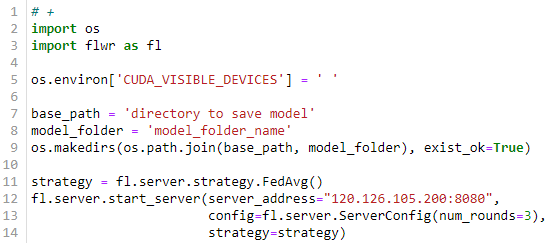 1 # +
2 import os
3 import flwr as fl
4
5 os.environ['CUDA_VISIBLE_DEVICES'] = ' '
6
7 base_path = 'directory to save model'
8 model_folder = 'model_folder_name'
9 os.makedirs(os.path.join(base_path, model_folder), exist_ok=True)
10
11 strategy = fl.server.strategy.FedAvg()
12 fl.server.start_server(server_address="120.126.105.200:8080",
13                        config=fl.server.ServerConfig(num_rounds=3),
14                        strategy=strategy)